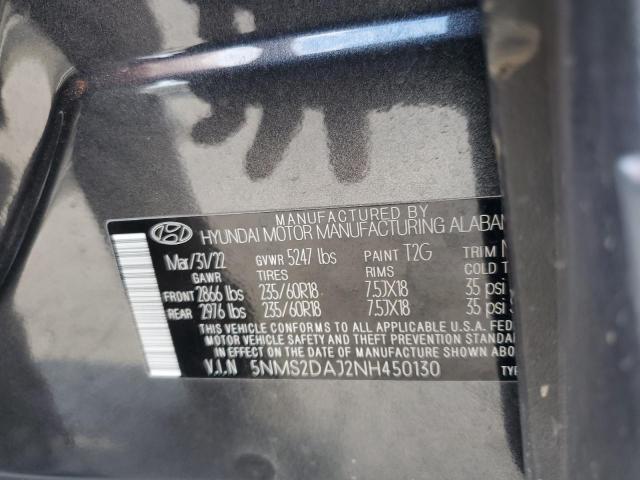 MANUFACTURED BY
HYUNDAI MOTOR MANUFACTURING
Mar/31/22 GVWR 5247 lbs PAINT T2G TRIM
GAWR TIRES RIMS COLD
FRONT 2866 lbs 235/60R18 7.5JX18 35 psi
REAR 2976 lbs 235/60R18 7.5JX18 35 psi
THIS VEHICLE CONFORMS TO ALL APPLICABLE U.S.A. FED
MOTOR VEHICLE SAFETY AND THEFT PREVENTION STANDARD
IN EFFECT ON THE DATE OF MANUFACTURE SHOWN ABOVE.
V.I.N 5NMS2DAJ2NH450130